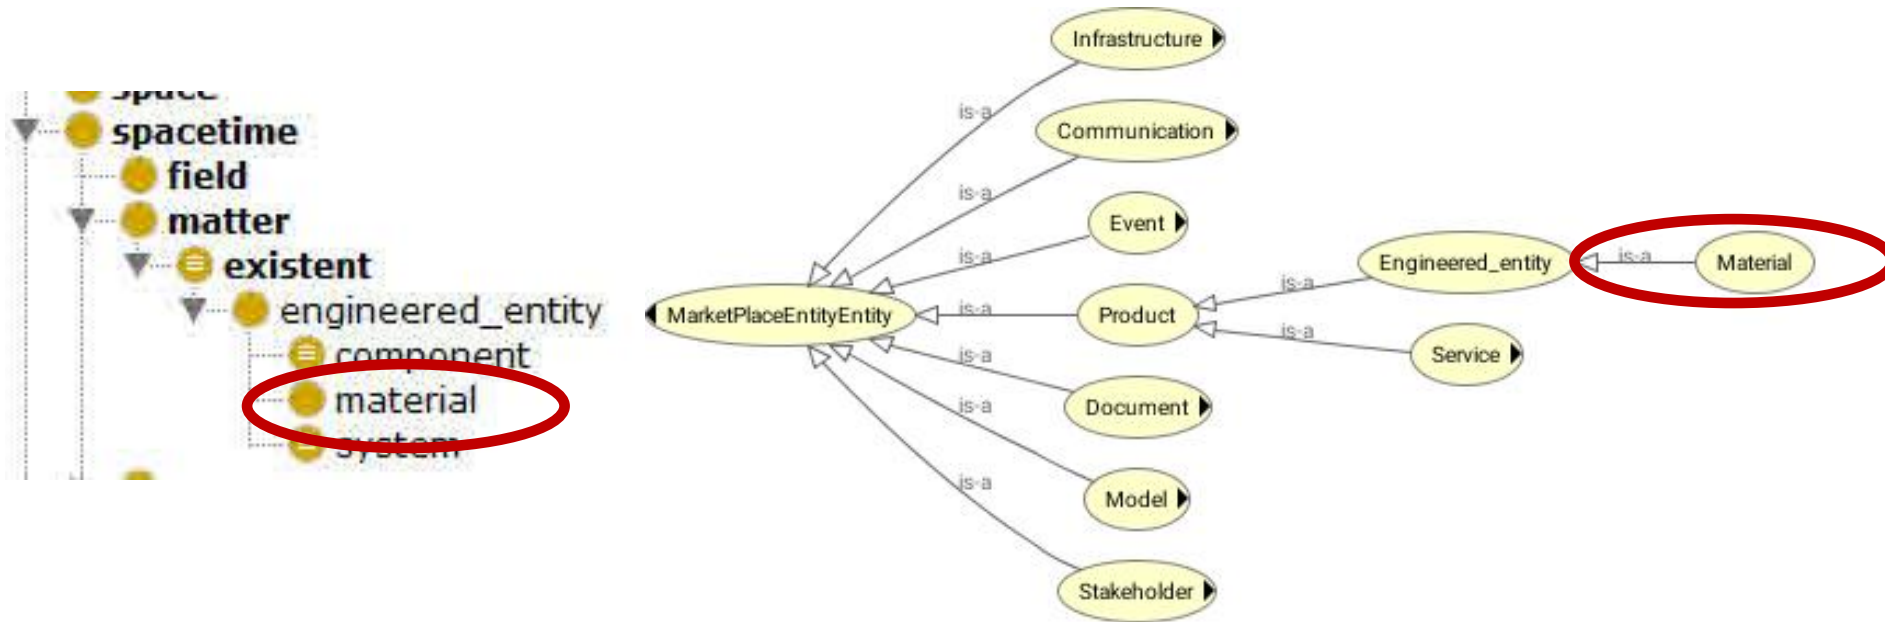 space
spacetime
field
matter
existent
engineered_entity
component
material
system
Infrastructure
is-a
Communication
is-a
Event
is-a
MarketPlaceEntityEntity
is-a
Product
is-a
Engineered_entity
is-a
Material
is-a
Service
is-a
Document
is-a
Model
is-a
Stakeholder